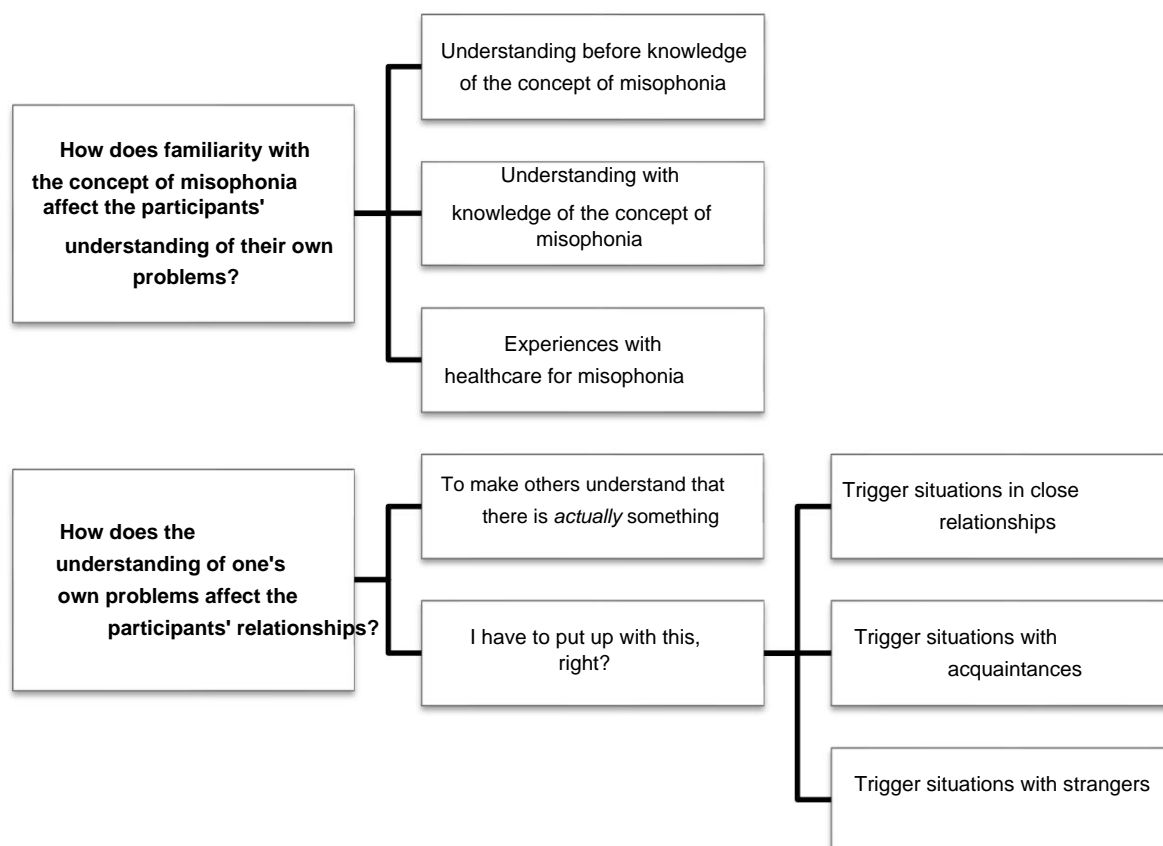 Understanding before knowledge
of the concept of misophonia
How does familiarity with
the concept of misophonia
affect the participants'
understanding of their own
problems?
Understanding with
knowledge of the concept of
misophonia
Experiences with
healthcare for misophonia
How does the
understanding of one's
own problems affect the
participants' relationships?
To make others understand that
there is actually something
I have to put up with this,
right?
Trigger situations in close
relationships
Trigger situations with
acquaintances
Trigger situations with strangers